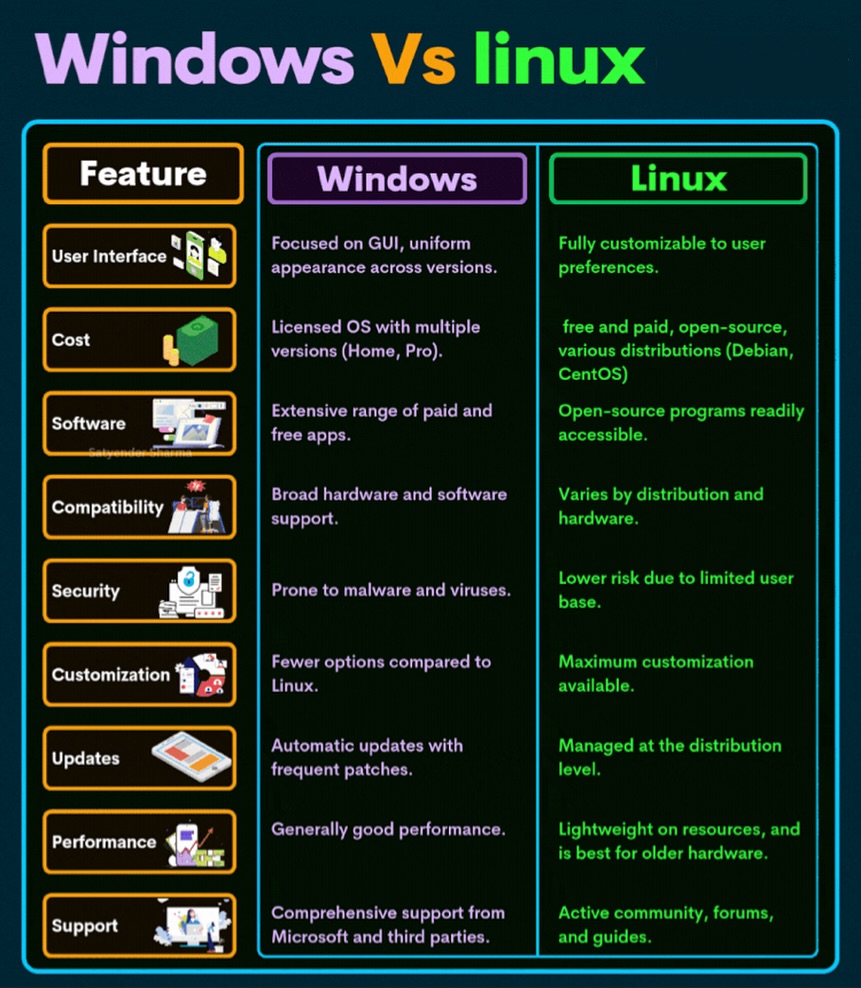 Windows Vs linux
Feature
Windows
Linux
User Interface
Focused on GUI, uniform
appearance across versions.
Fully customizable to user
preferences.
Cost
Licensed OS with multiple
versions (Home, Pro).
free and paid, open-source,
various distributions (Debian,
CentOS)
Software
Extensive range of paid and
free apps.
Open-source programs readily
accessible.
Satyender Sharma
Compatibility
Broad hardware and software
support.
Varies by distribution and
hardware.
Security
Prone to malware and viruses.
Lower risk due to limited user
base.
Customization
Fewer options compared to
Linux.
Maximum customization
available.
Updates
Automatic updates with
frequent patches.
Managed at the distribution
level.
Performance
Generally good performance.
Lightweight on resources, and
is best for older hardware.
Support
Comprehensive support from
Microsoft and third parties.
Active community, forums,
and guides.